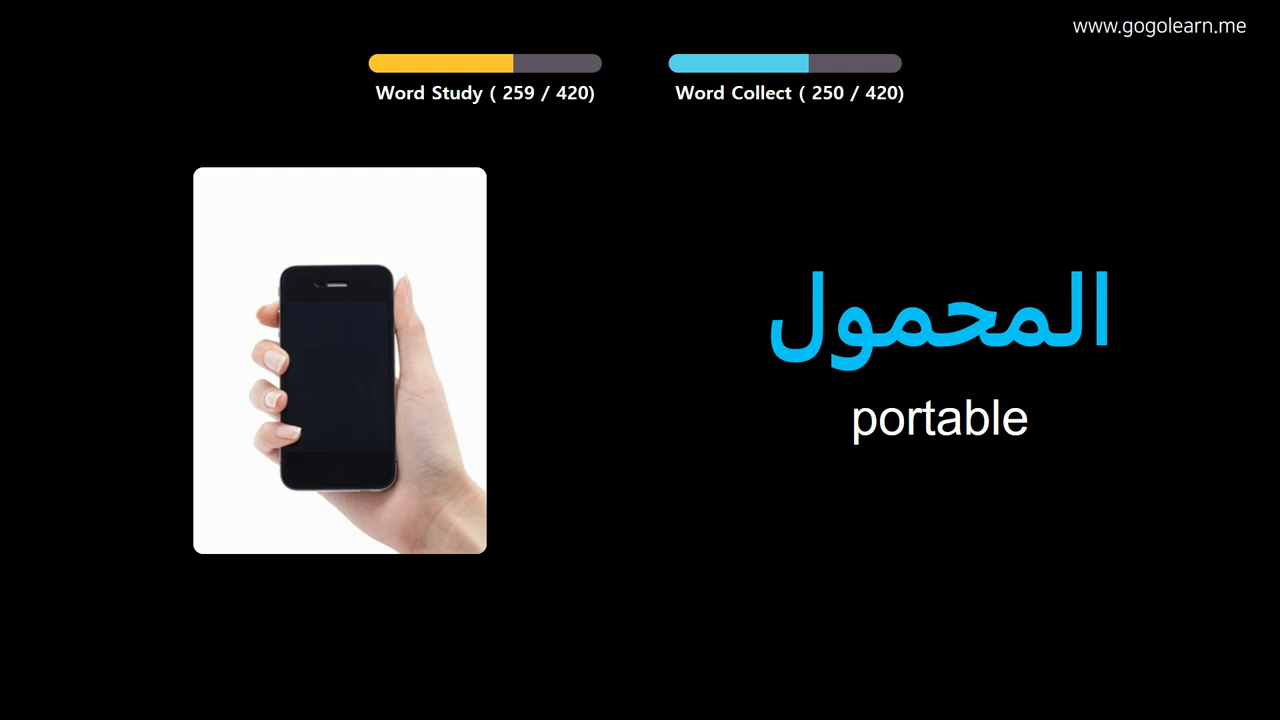 www.gogolearn.me
Word Study ( 259 / 420)
Word Collect ( 250 / 420)
المحمول
portable